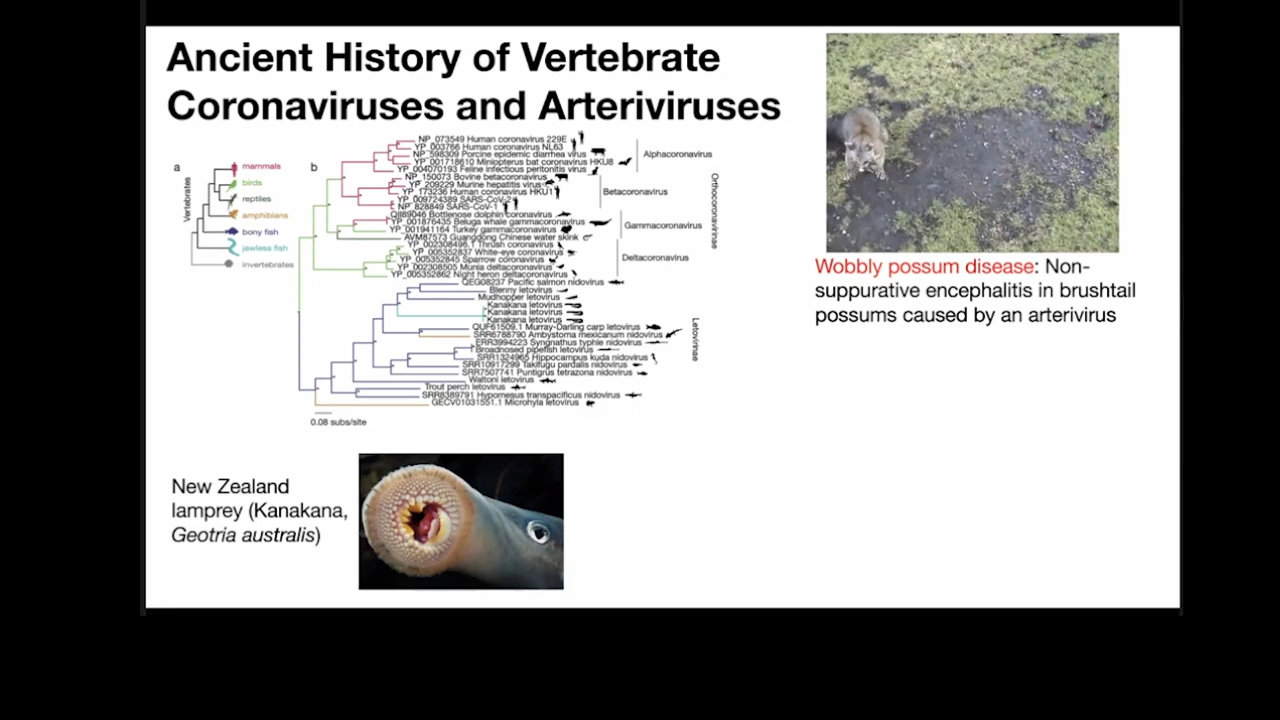 Ancient History of Vertebrate
Coronaviruses and Arteriviruses
a
Vertebrates
mammals
birds
reptiles
amphibians
bony fish
jawless fish
invertebrates
b
NP_073549 Human coronavirus 229E
YP_003766 Human coronavirus NL63
NP_598309 Porcine epidemic diarrhea virus
YP_001718610 Miniopterus bat coronavirus HKU8
YP_004070193 Feline infectious peritonitis virus
NP_150073 Bovine betacoronavirus
YP_209229 Murine hepatitis virus
YP_173236 Human coronavirus HKU1
YP_009724389 SARS-CoV-2
NP_828849 SARS-CoV-1
QII89046 Bottlenose dolphin coronavirus
YP_001876435 Beluga whale gammacoronavirus
YP_001941164 Turkey gammacoronavirus
AVM87573 Guangdong Chinese water skink
YP_002308496.1 Thrush coronavirus
YP_005352837 White-eye coronavirus
YP_005352845 Sparrow coronavirus
YP_002308505 Munia deltacoronavirus
YP_005352862 Night heron deltacoronavirus
QEG08237 Pacific salmon nidovirus
Blenny letovirus
Mudhopper letovirus
Kanakana letovirus
Kanakana letovirus
Kanakana letovirus
QUF61509.1 Murray-Darling carp letovirus
SRR6788790 Ambystoma mexicanum nidovirus
ERR3994223 Syngnathus typhle nidovirus
Broadnosed pipefish letovirus
SRR1324965 Hippocampus kuda nidovirus
SRR10917299 Takifugu pardalis nidovirus
SRR7507741 Puntigrus tetrazona nidovirus
Waltoni letovirus
Trout perch letovirus
SRR8389791 Hypomesus transpacificus nidovirus
GECV01031551.1 Microhyla letovirus
Alphacoronavirus
Betacoronavirus
Gammacoronavirus
Deltacoronavirus
Orthocoronavirinae
Letovirinae
0.08 subs/site
Wobbly possum disease: Non-
suppurative encephalitis in brushtail
possums caused by an arterivirus
New Zealand
lamprey (Kanakana,
Geotria australis)